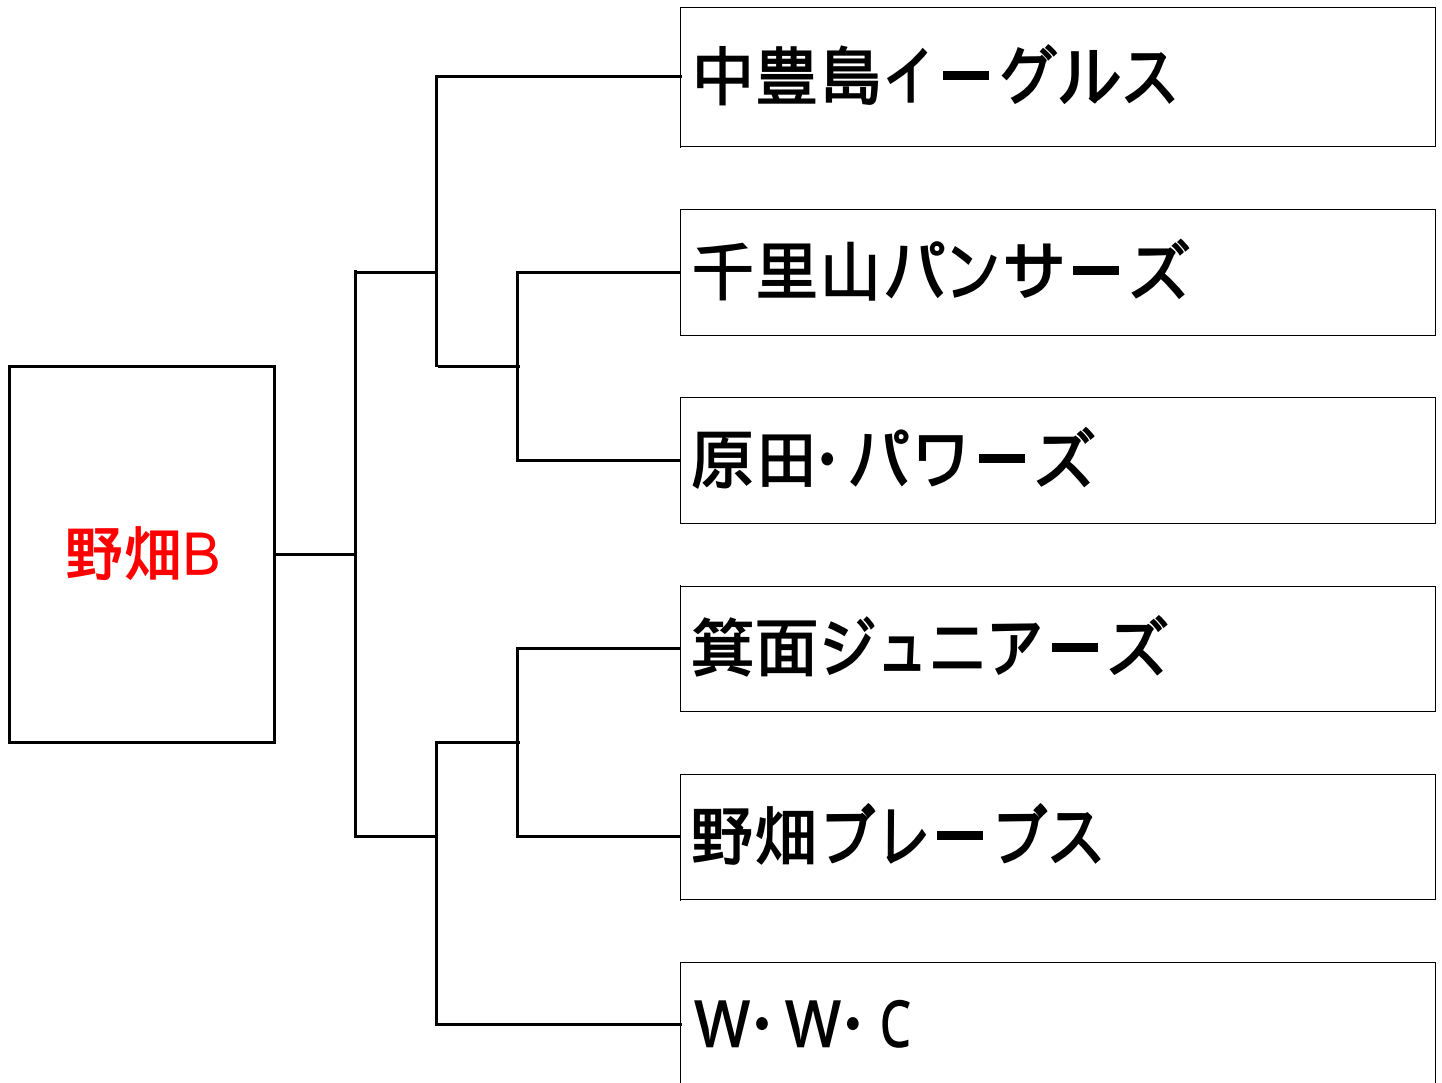 中豊島イーグルス
千里山パンサーズ
原田・パワーズ
野畑B
箕面ジュニアーズ
野畑ブレーブス
W・W・C